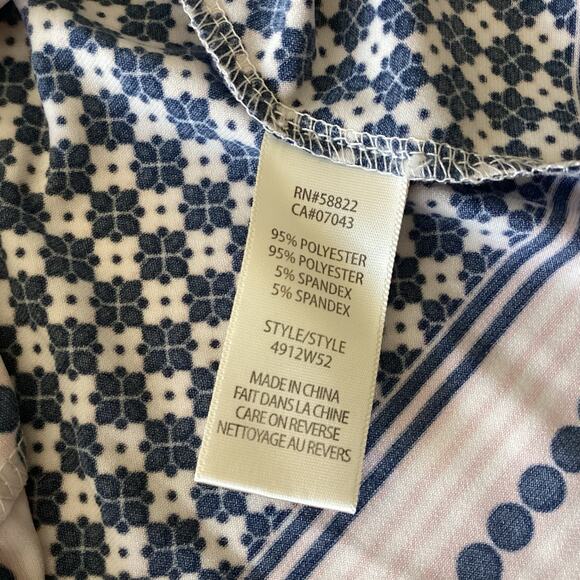 RN#58822
CA#07043
95% POLYESTER
95% POLYESTER
5% SPANDEX
5% SPANDEX
STYLE/STYLE
4912W52
MADE IN CHINA
FAIT DANS LA CHINE
CARE ON REVERSE
NETTOYAGE AU REVERS